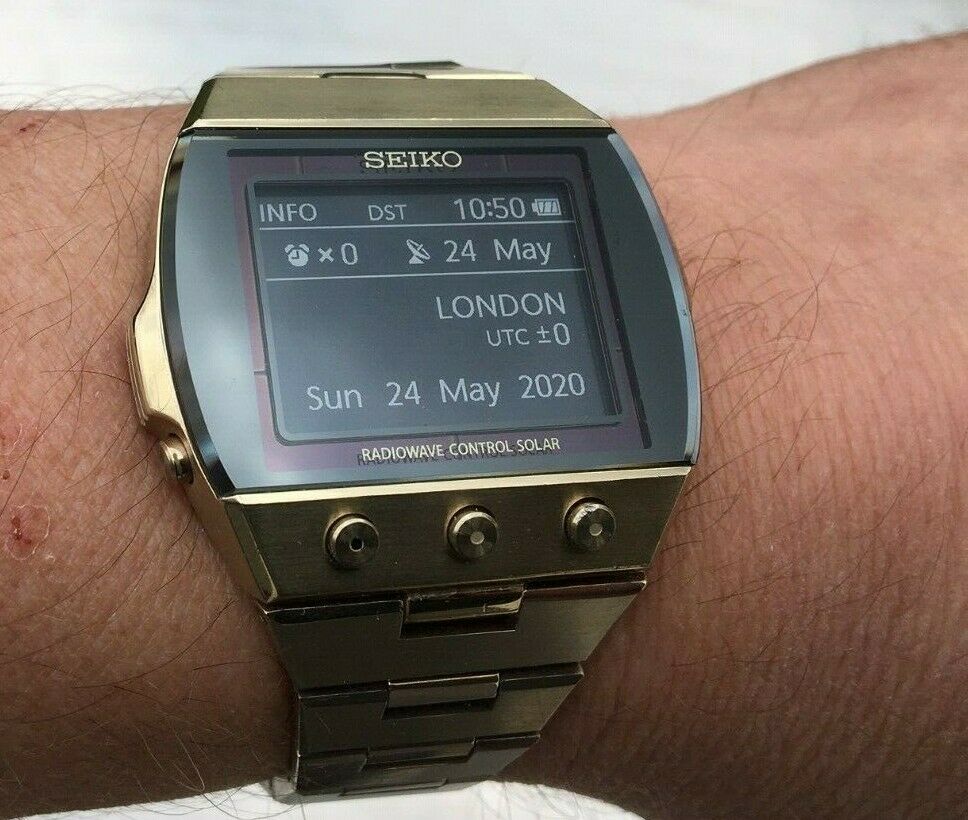 SEIKO
INFO DST 10:50
×0 24 May
LONDON
UTC ±0
Sun 24 May 2020
RADIOWAVE CONTROL SOLAR